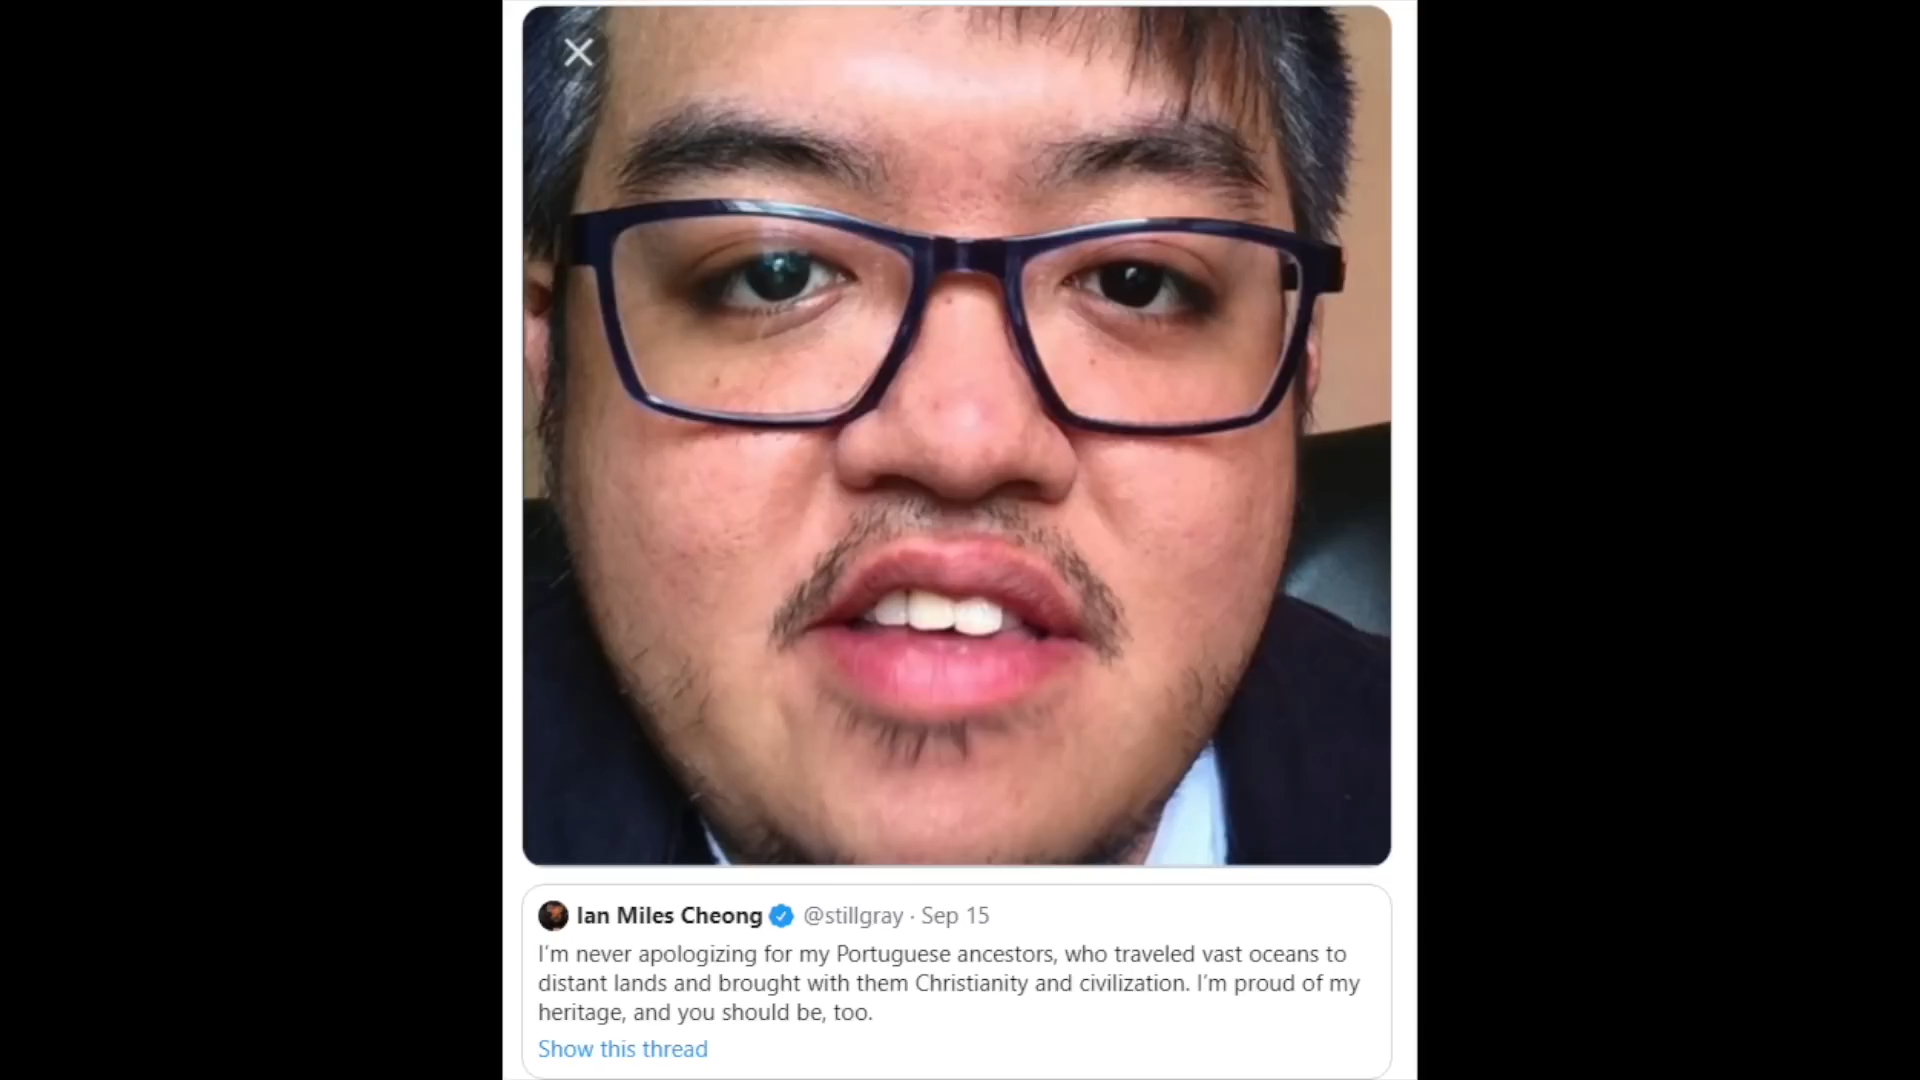 Ian Miles Cheong @stillgray · Sep 15
I'm never apologizing for my Portuguese ancestors, who traveled vast oceans to
distant lands and brought with them Christianity and civilization. I'm proud of my
heritage, and you should be, too.
Show this thread